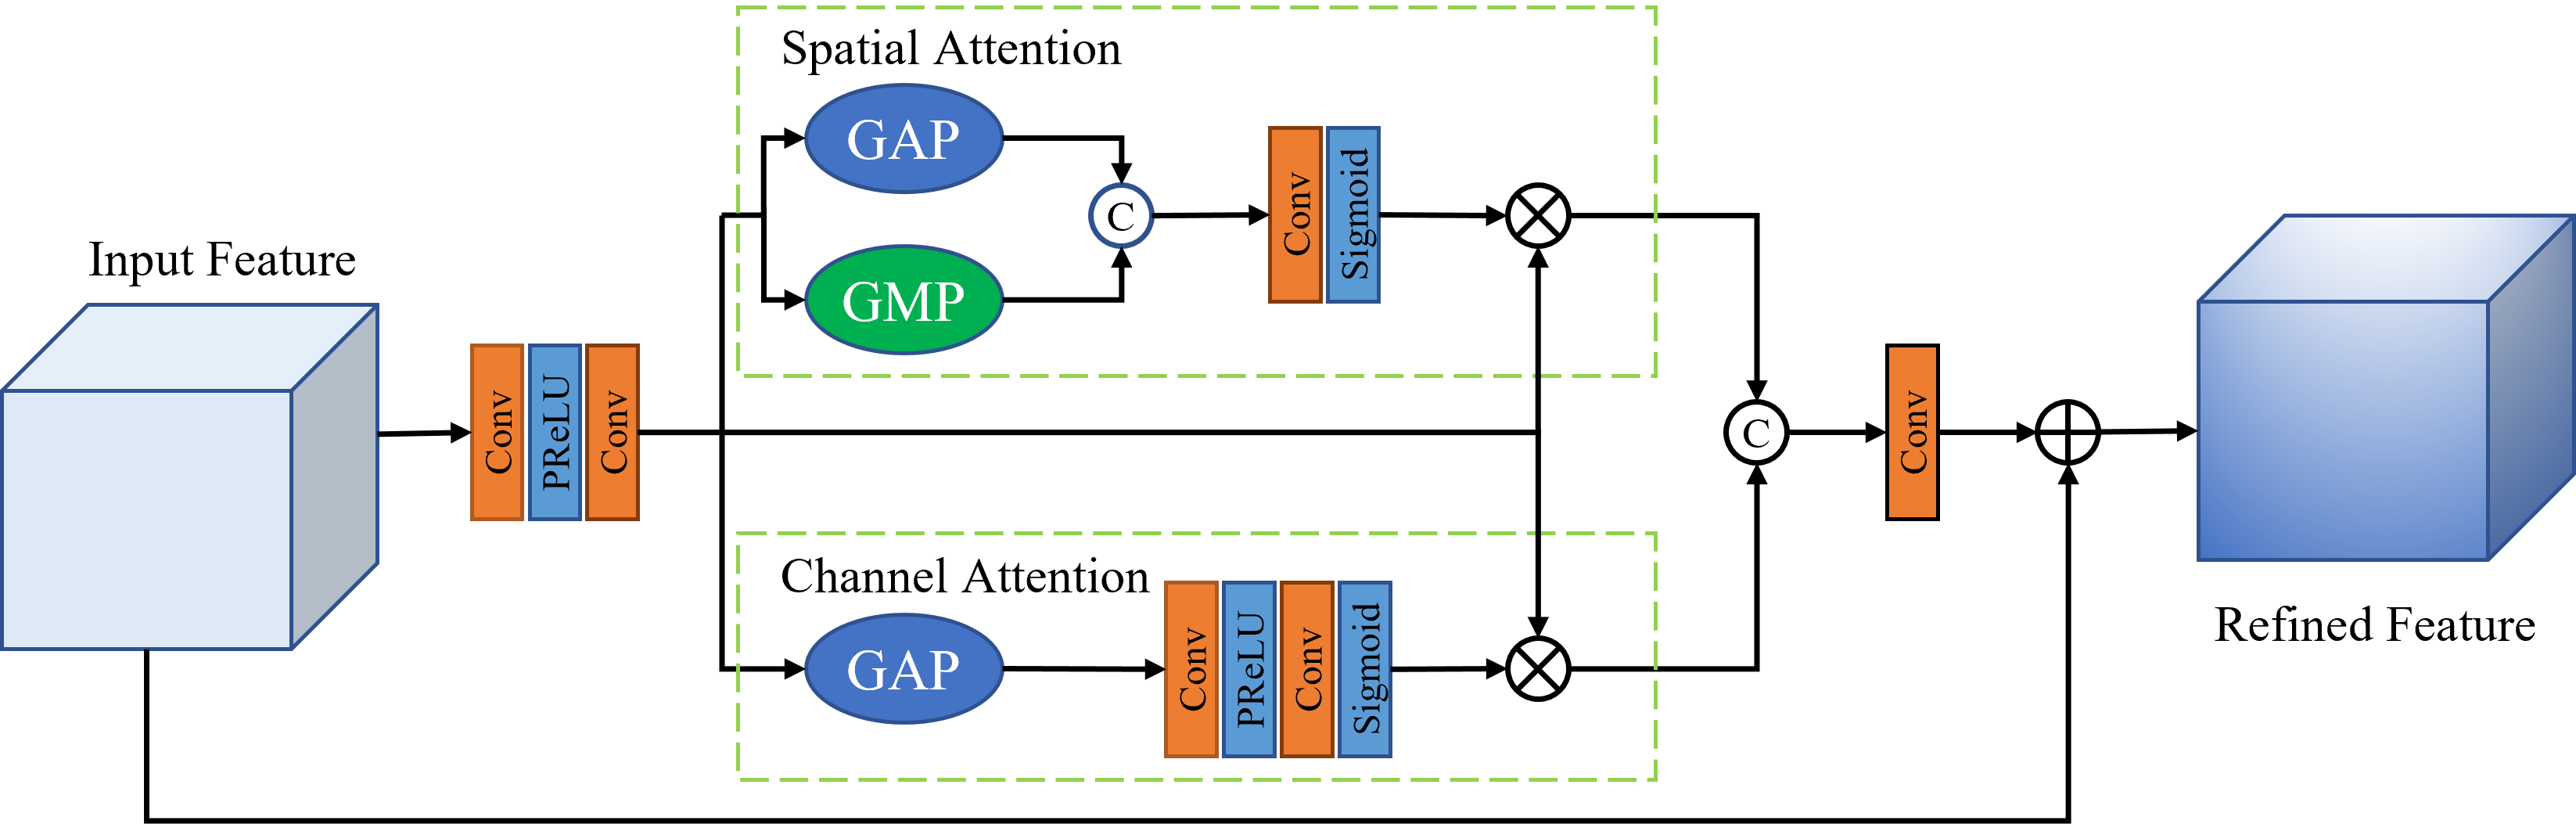 Input Feature
Conv
PReLU
Conv
Spatial Attention
GAP
GMP
C
Conv
Sigmoid
Channel Attention
GAP
Conv
PReLU
Conv
Sigmoid
C
Conv
Refined Feature